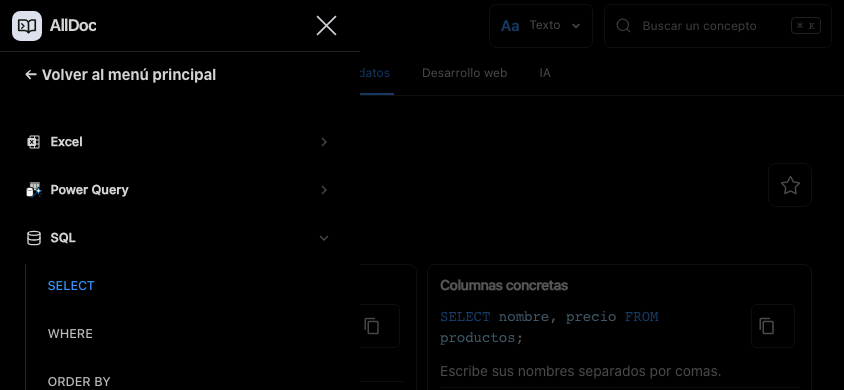 AllDoc
Aa Texto
Buscar un concepto
⌘ K
← Volver al menú principal
datos
Desarrollo web
IA
Excel
Power Query
SQL
SELECT
WHERE
ORDER BY
Columnas concretas
SELECT nombre, precio FROM
productos;
Escribe sus nombres separados por comas.